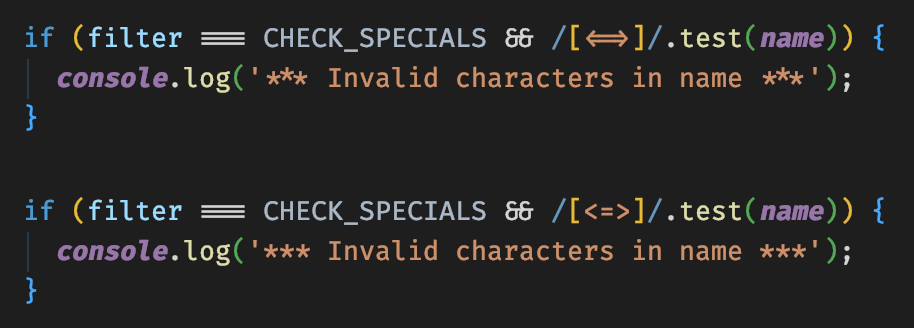 if (filter === CHECK_SPECIALS && /[<=>]/.test(name)) {
console.log('*** Invalid characters in name ***');
}
if (filter === CHECK_SPECIALS && /[<=>]/.test(name)) {
console.log('*** Invalid characters in name ***');
}